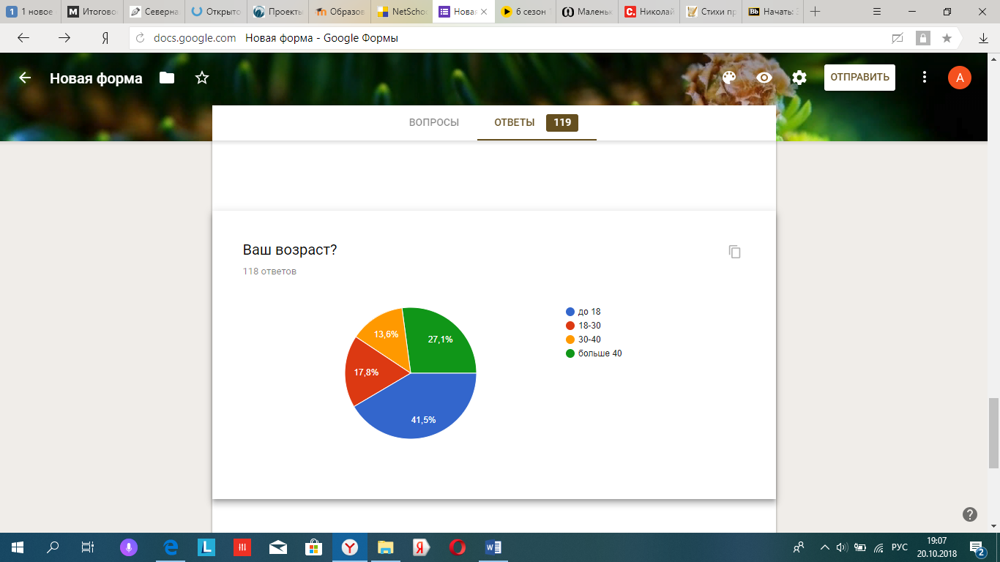 1 новое
Итогово
Северна
Открыто
Проекты
Образов
NetSchoo
Новая
6 сезон
Маленьк
Николай
Стихи пр
Начать: З
docs.google.com Новая форма - Google Формы
Новая форма
ОТПРАВИТЬ
А
ВОПРОСЫ
ОТВЕТЫ 119
Ваш возраст?
118 ответов
13,6%
27,1%
17,8%
41,5%
до 18
18-30
30-40
больше 40
РУС
19:07
20.10.2018
2